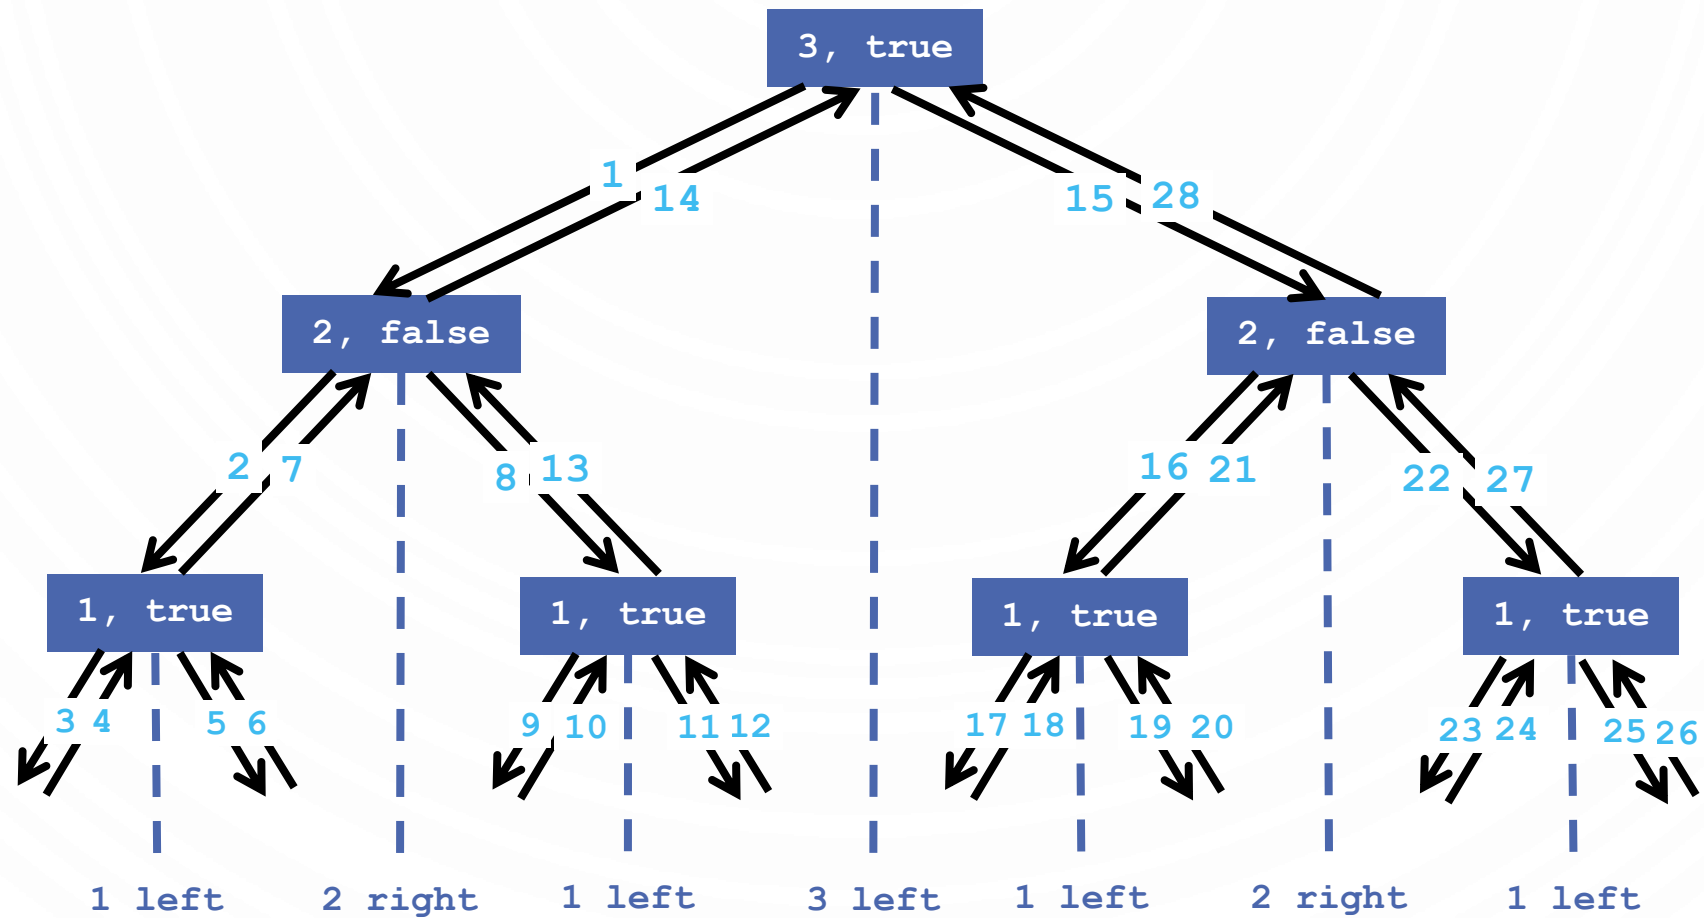 3, true
1
14
15
28
2, false
2, false
2
7
8
13
16
21
22
27
1, true
1, true
1, true
1, true
3
4
5
6
9
10
11
12
17
18
19
20
23
24
25
26
1 left
2 right
1 left
3 left
1 left
2 right
1 left